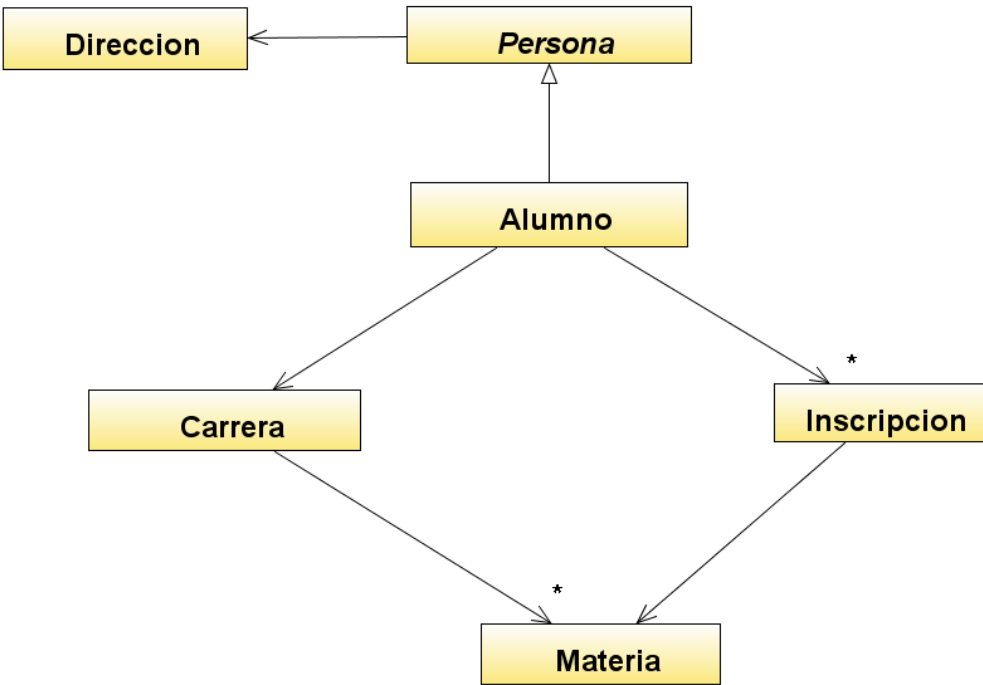 Direccion
Persona
Alumno
*
Carrera
Inscripcion
*
Materia